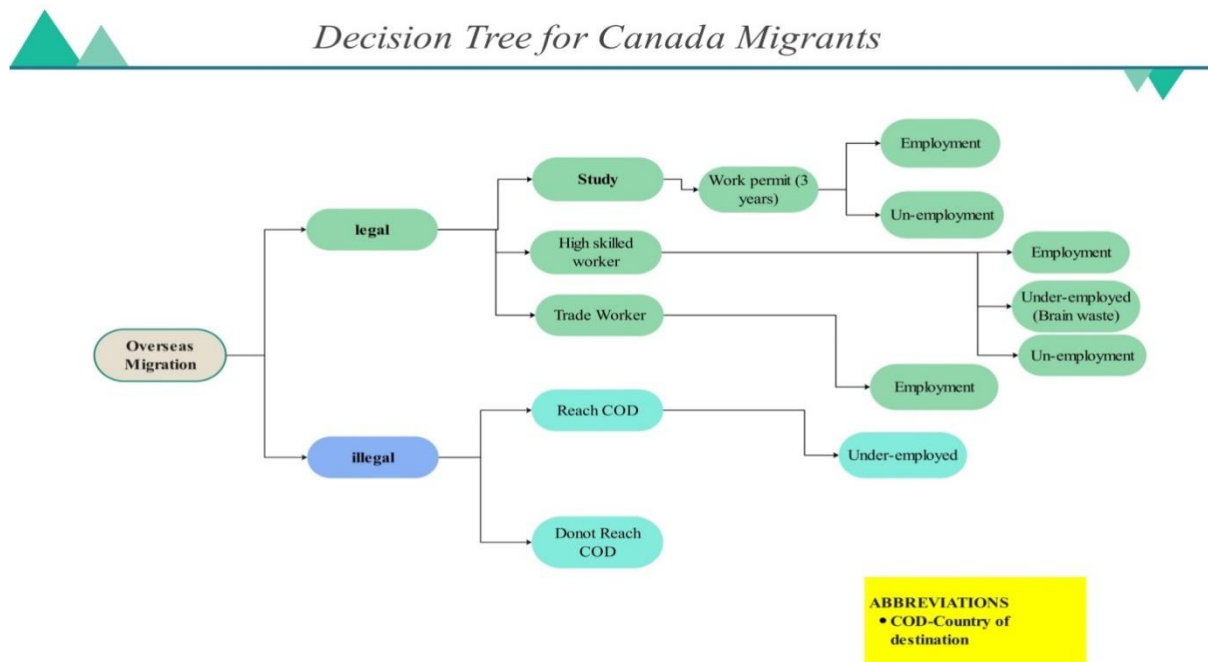 Decision Tree for Canada Migrants
Employment
Study
Work permit (3
years)
Un-employment
legal
High skilled
worker
Employment
Under-employed
(Brain waste)
Trade Worker
Un-employment
Overseas
Migration
Employment
Reach COD
illegal
Under-employed
Donot Reach
COD
ABBREVIATIONS
• COD-Country of
destination